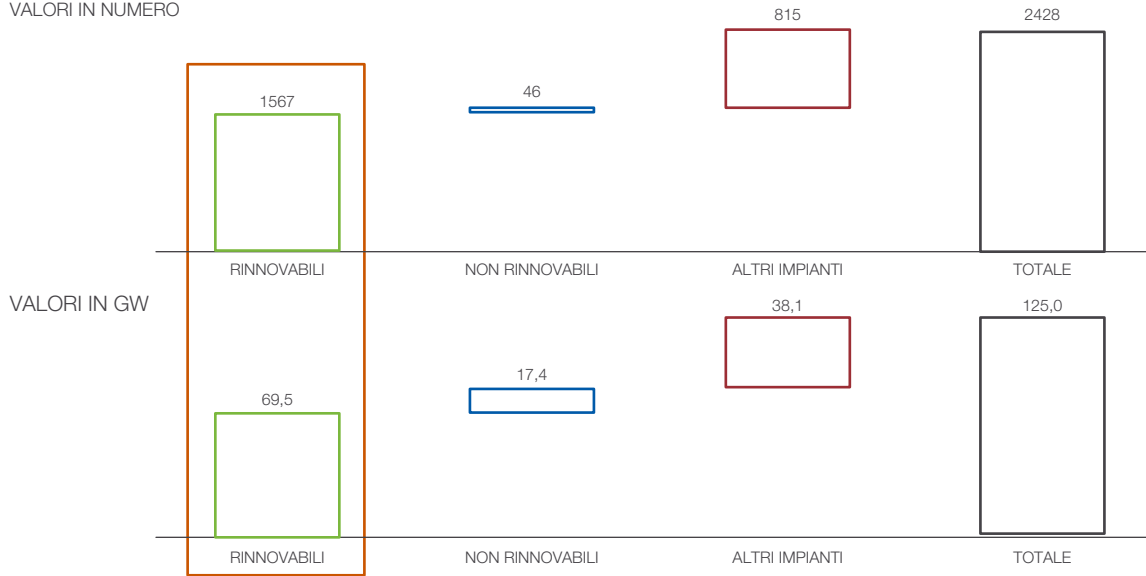 VALORI IN NUMERO
815
2428
1567
46
RINNOVABILI
NON RINNOVABILI
ALTRI IMPIANTI
TOTALE
VALORI IN GW
38,1
125,0
17,4
69,5
RINNOVABILI
NON RINNOVABILI
ALTRI IMPIANTI
TOTALE